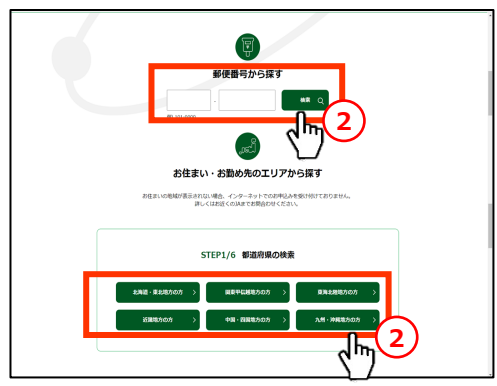 郵便番号から探す
-
検索
2
例) 101-0000
お住まい・お勤め先のエリアから探す
お住まいの地域が表示されない場合、インターネットでのお申込みを受け付けておりません。
詳しくはお近くのJAまでお問合わせください。
STEP1/6 都道府県の検索
北海道・東北地方の方 関東甲信越地方の方 東海北陸地方の方
近畿地方の方 中国・四国地方の方 九州・沖縄地方の方
2